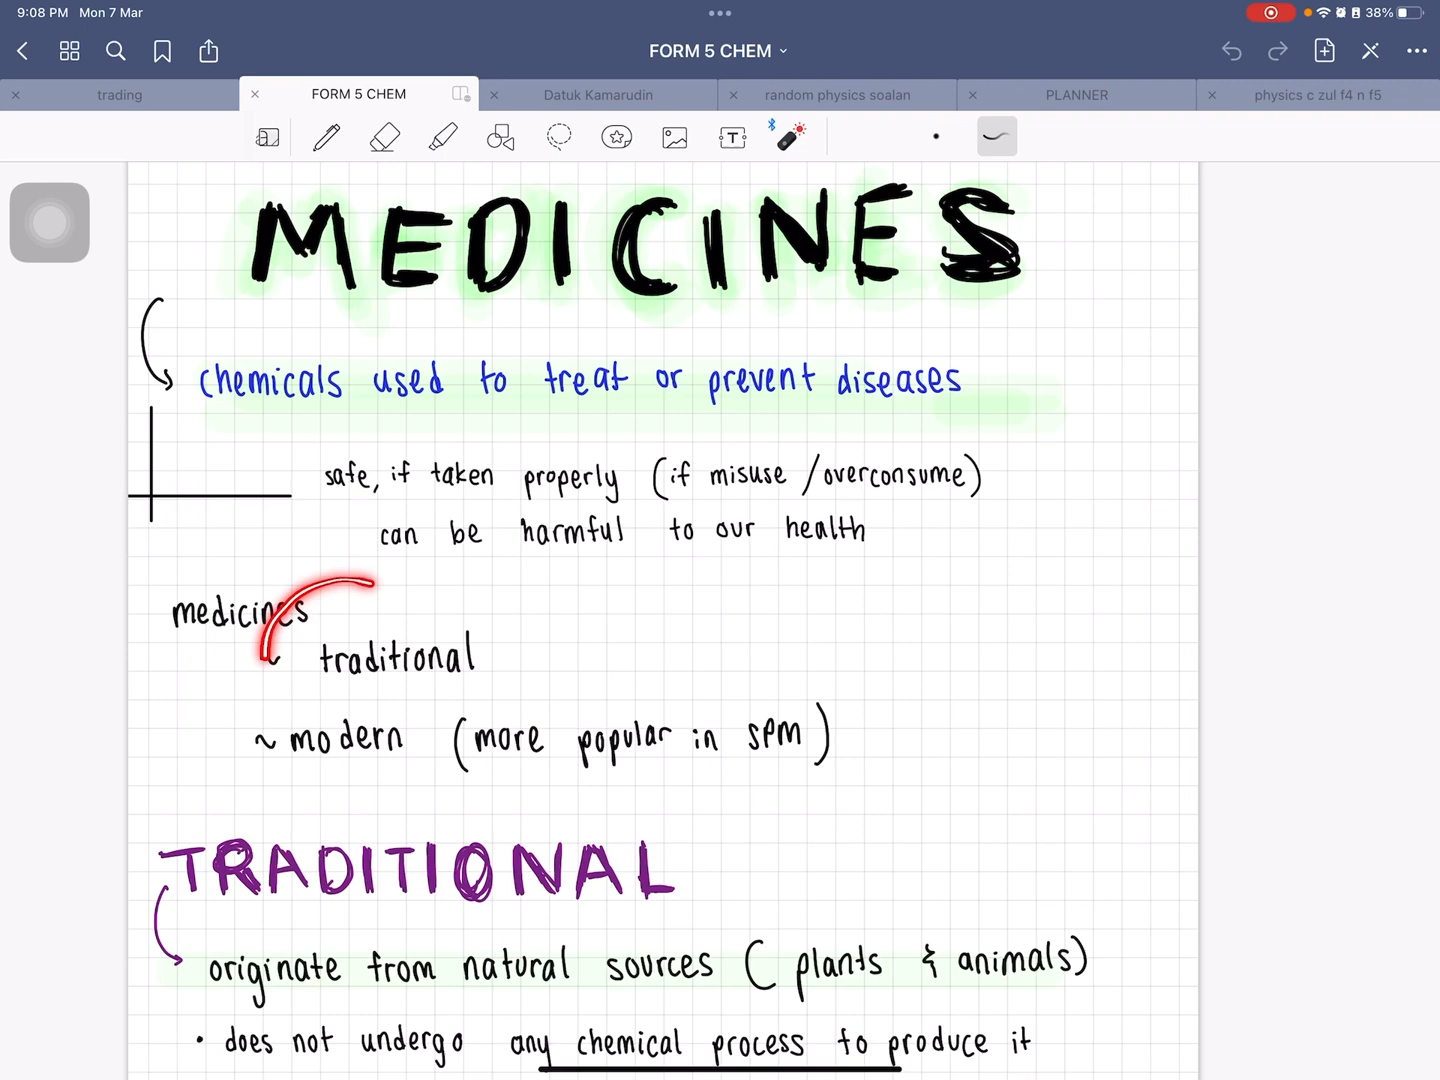 9:08 PM Mon 7 Mar
38%
FORM 5 CHEM
trading
FORM 5 CHEM
Datuk Kamarudin
random physics soalan
PLANNER
physics c zul f4 n f5
T
MEDICINES
chemicals used to treat or prevent diseases
safe, if taken properly (if misuse /overconsume)
can be harmful to our health
medicines
~ traditional
~ modern (more popular in SPM)
TRADITIONAL
originate from natural sources ( plants & animals)
• does not undergo any chemical process to produce it